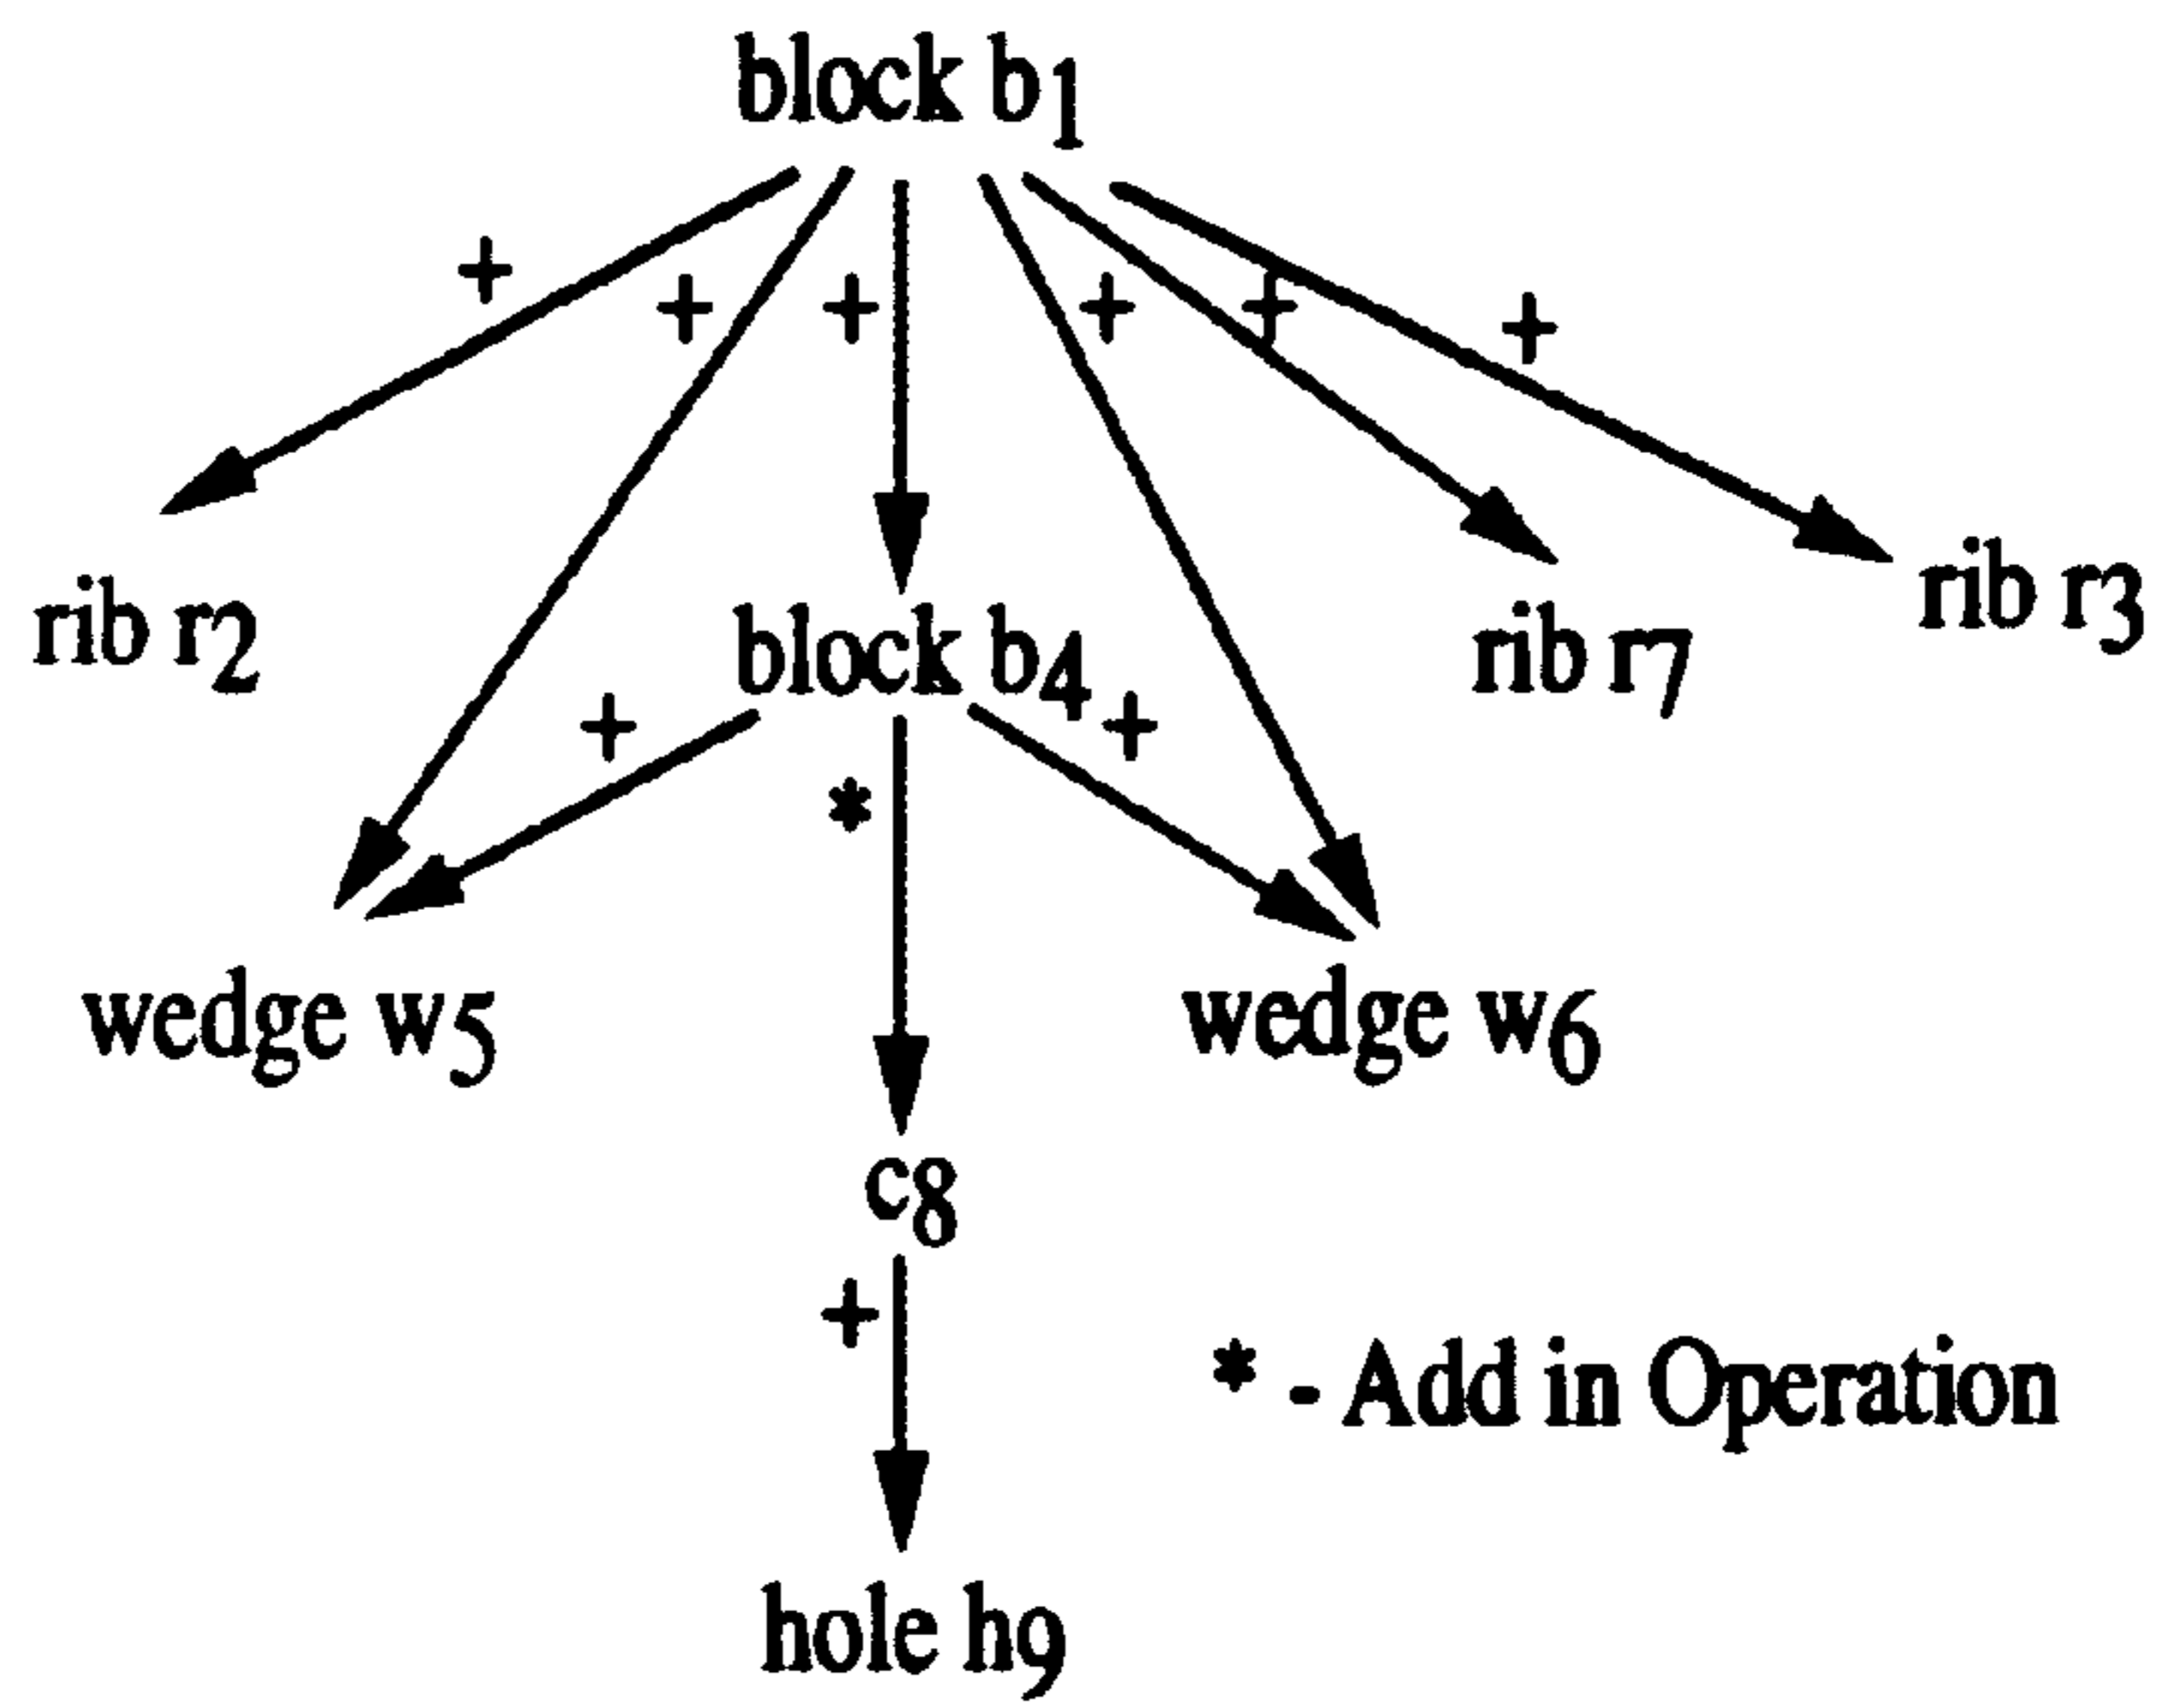 block b1
+
+ + + +
+
rib r3
rib r2
block b4
rib r7
+ +
*
wedge w5
wedge w6
c8
+
* - Add in Operation
hole h9